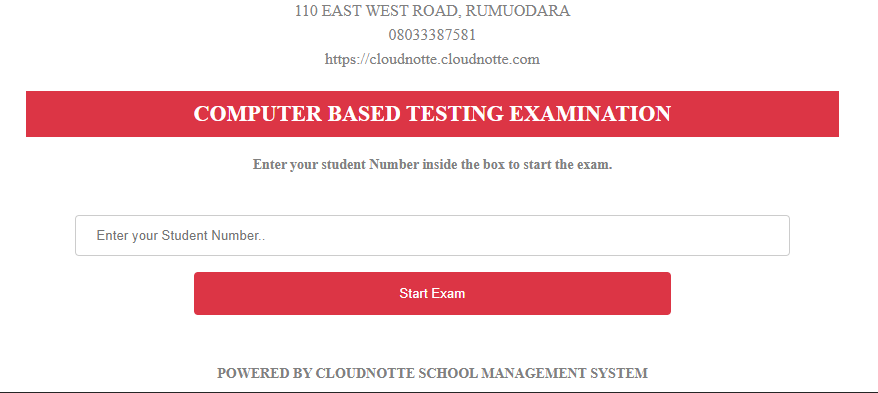 110 EAST WEST ROAD, RUMUODARA
08033387581
https://cloudnotte.cloudnotte.com
COMPUTER BASED TESTING EXAMINATION
Enter your student Number inside the box to start the exam.
Enter your Student Number..
Start Exam
POWERED BY CLOUDNOTTE SCHOOL MANAGEMENT SYSTEM